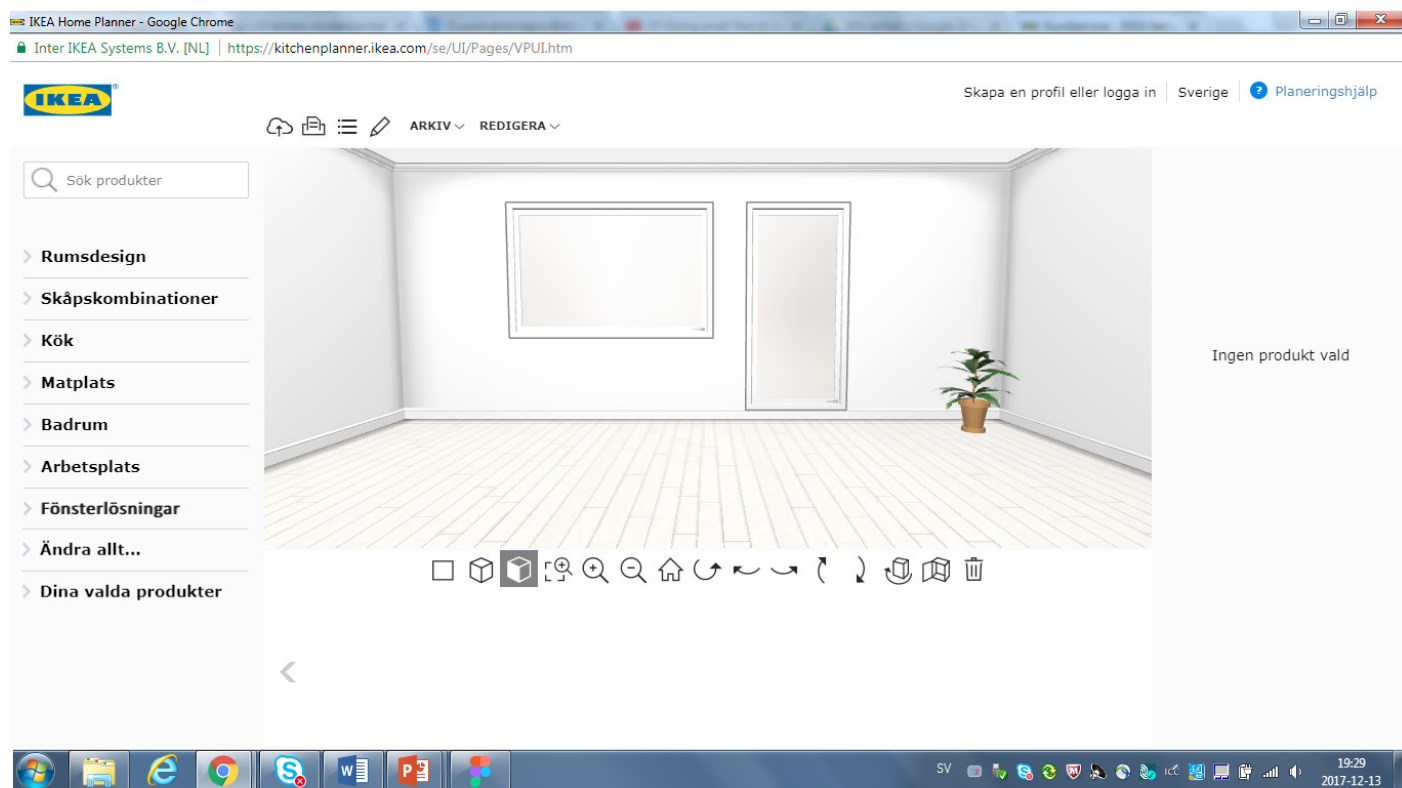 IKEA Home Planner - Google Chrome
Inter IKEA Systems B.V. [NL] | https://kitchenplanner.ikea.com/se/UI/Pages/VPUI.htm
IKEA
Skapa en profil eller logga in
Sverige
Planeringshjälp
ARKIV
REDIGERA
Sök produkter
Rumsdesign
Skåpskombinationer
Kök
Matplats
Badrum
Arbetsplats
Fönsterlösningar
Ändra allt...
Dina valda produkter
Ingen produkt vald
SV
19:29
2017-12-13